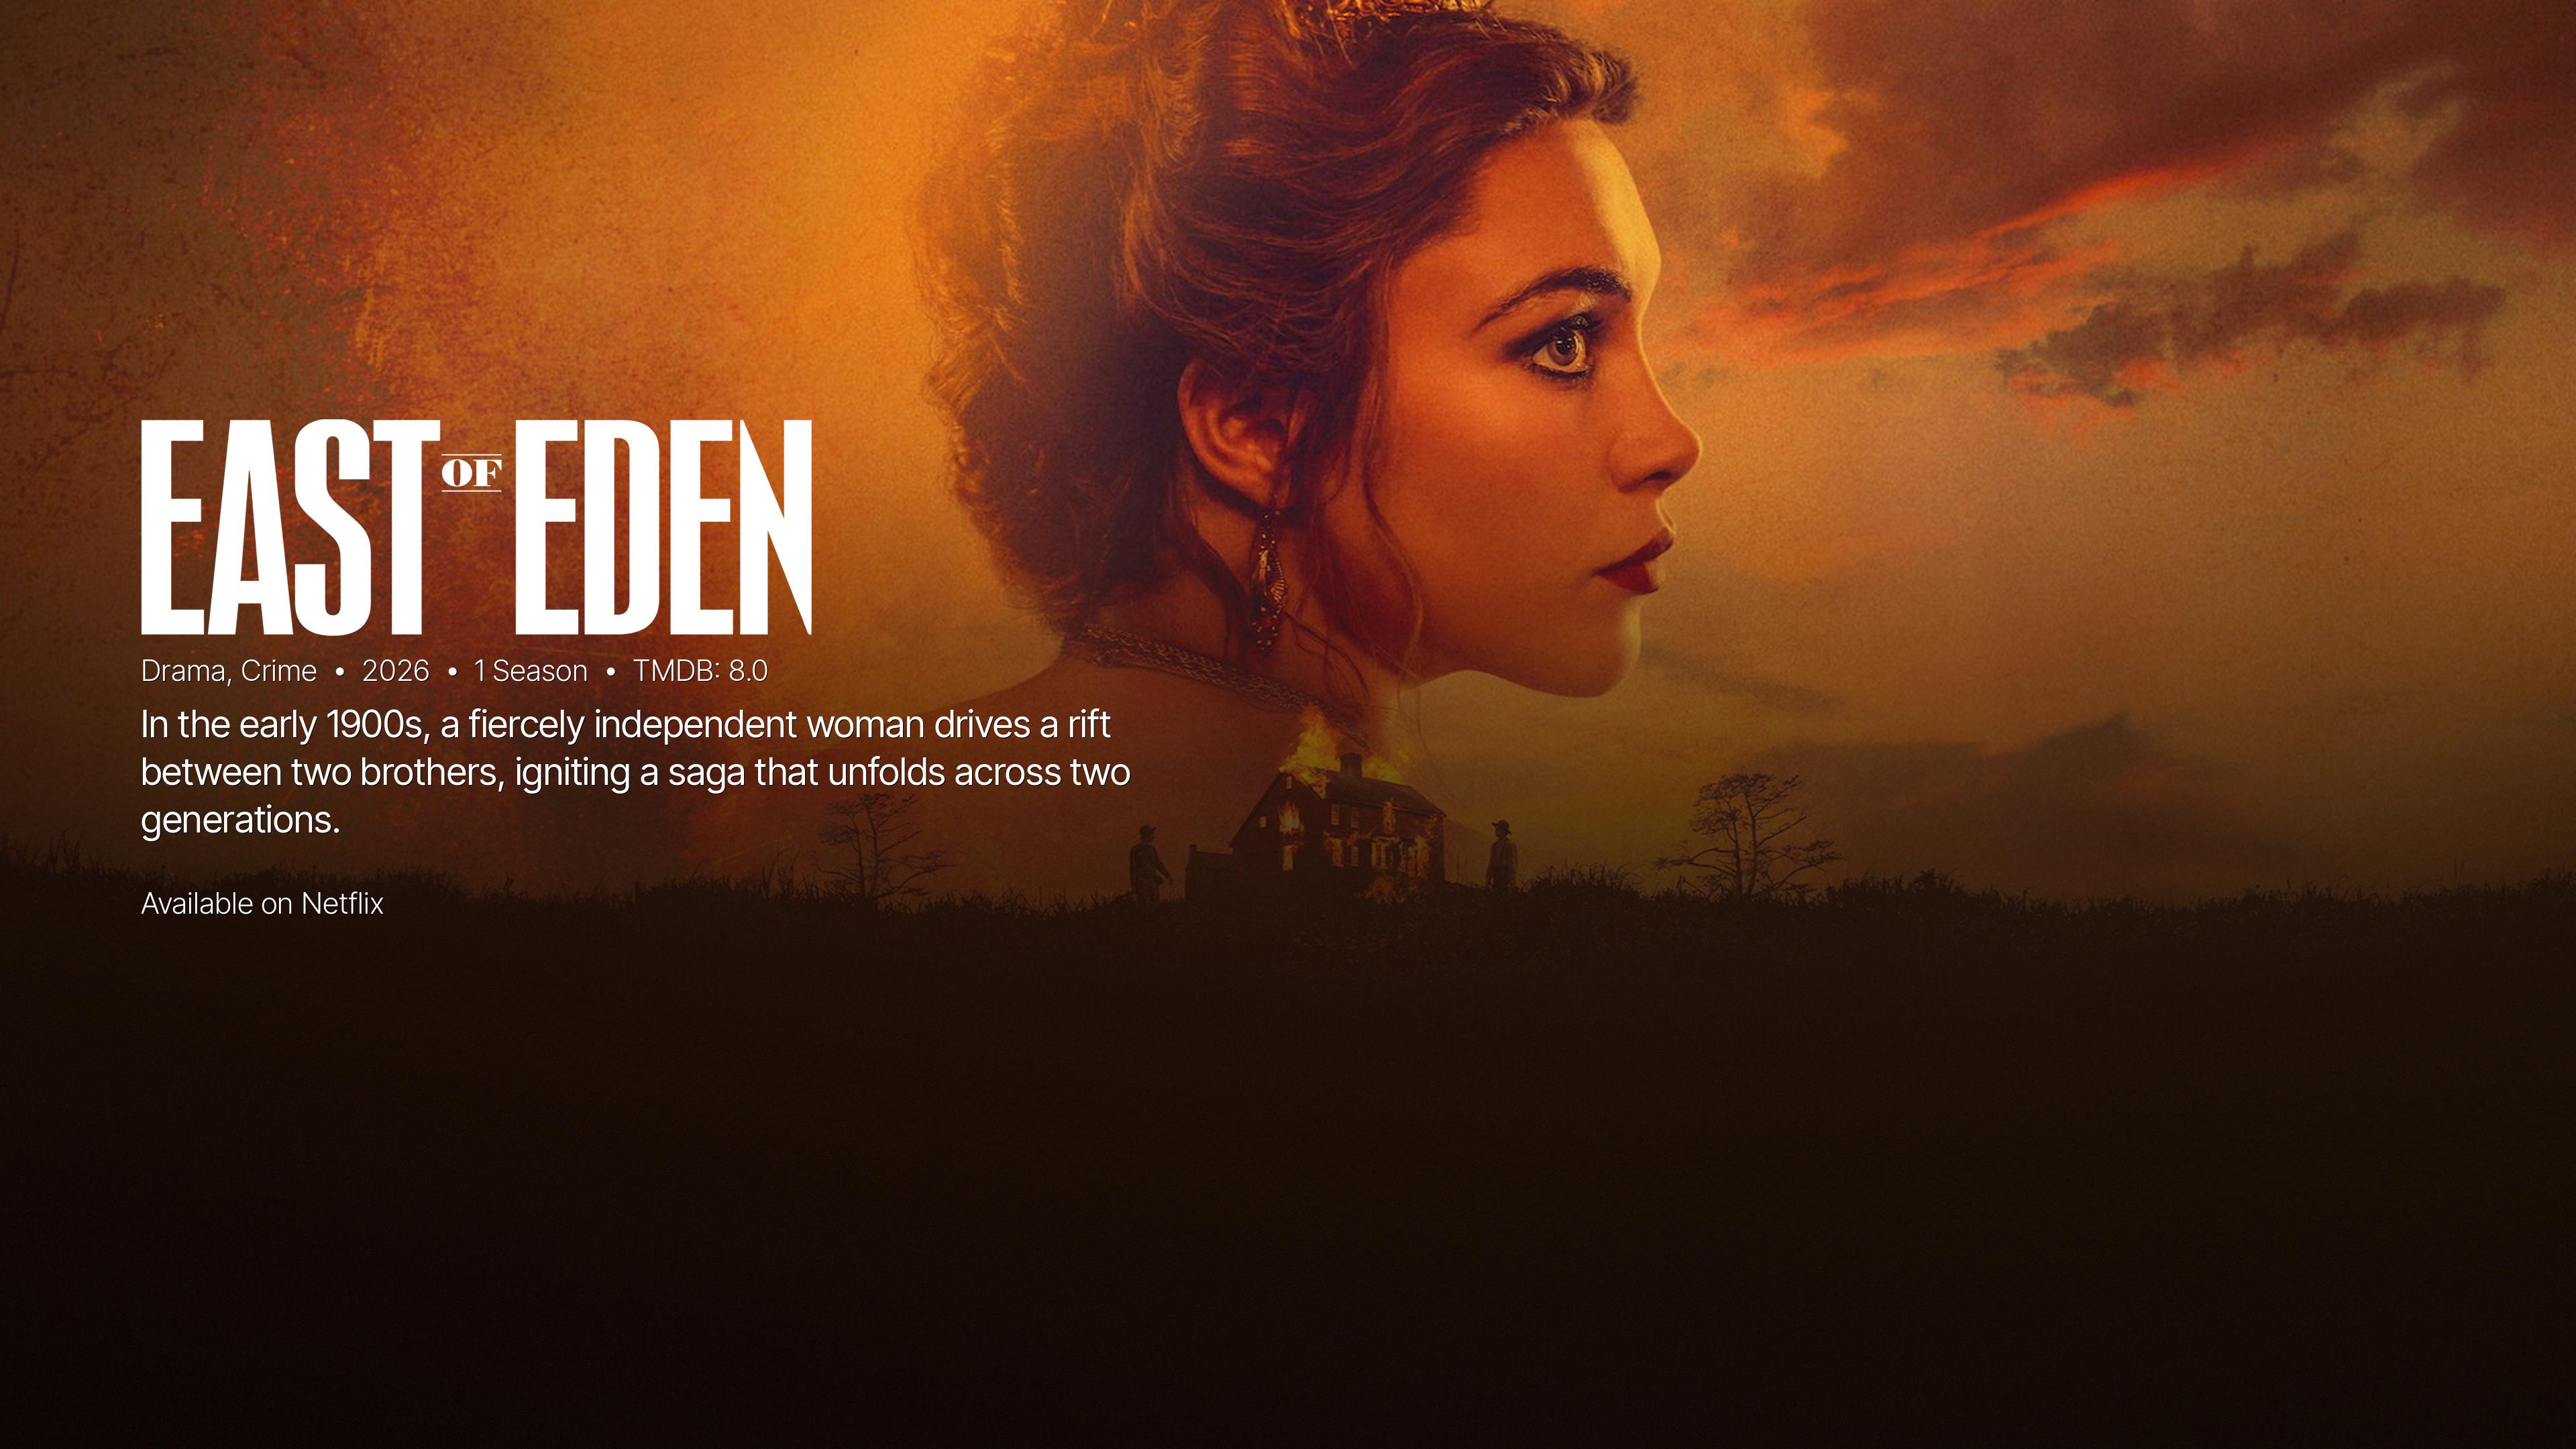 EAST OF EDEN
Drama, Crime • 2026 • 1 Season • TMDB: 8.0
In the early 1900s, a fiercely independent woman drives a rift
between two brothers, igniting a saga that unfolds across two
generations.
Available on Netflix